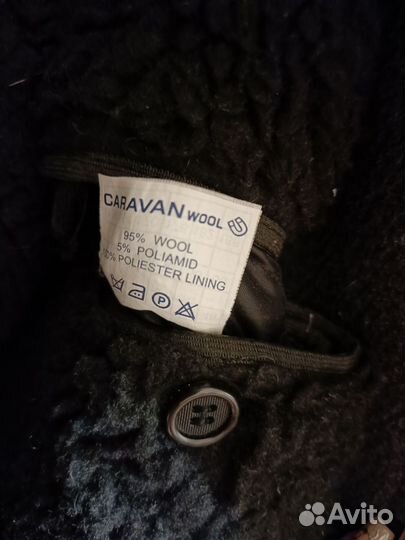 CARAVAN WOOL
95% WOOL
5% POLIAMID
POLIESTER LINING
P
Avito